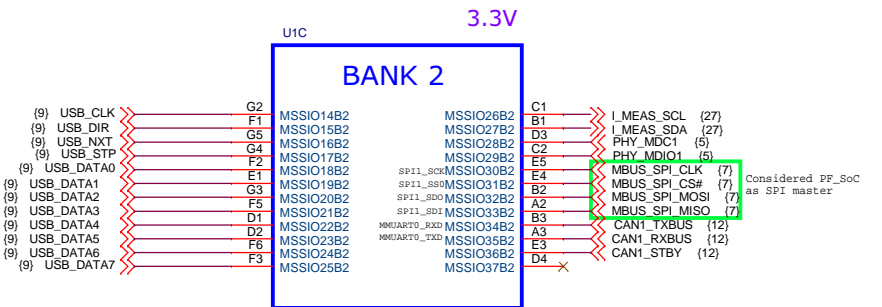 3.3V
U1C
BANK 2
{9} USB_CLK G2 MSSIO14B2 MSSIO26B2 C1 I_MEAS_SCL {27}
{9} USB_DIR F1 MSSIO15B2 MSSIO27B2 B1 I_MEAS_SDA {27}
{9} USB_NXT G5 MSSIO16B2 MSSIO28B2 D3 PHY_MDC1 {5}
{9} USB_STP G4 MSSIO17B2 MSSIO29B2 C2 PHY_MDIO1 {5}
{9} USB_DATA0 F2 MSSIO18B2 SPI1_SCK MSSIO30B2 E5 MBUS_SPI_CLK {7}
{9} USB_DATA1 E1 MSSIO19B2 SPI1_SS0 MSSIO31B2 E4 MBUS_SPI_CS# {7}
{9} USB_DATA2 G3 MSSIO20B2 SPI1_SDO MSSIO32B2 B2 MBUS_SPI_MOSI {7}
{9} USB_DATA3 F5 MSSIO21B2 SPI1_SDI MSSIO33B2 A2 MBUS_SPI_MISO {7}
Considered PF_SoC
as SPI master
{9} USB_DATA4 D1 MSSIO22B2 MMUART0_RXD MSSIO34B2 B3 CAN1_TXBUS {12}
{9} USB_DATA5 D2 MSSIO23B2 MMUART0_TXD MSSIO35B2 A3 CAN1_RXBUS {12}
{9} USB_DATA6 F6 MSSIO24B2 MSSIO36B2 E3 CAN1_STBY {12}
{9} USB_DATA7 F3 MSSIO25B2 MSSIO37B2 D4